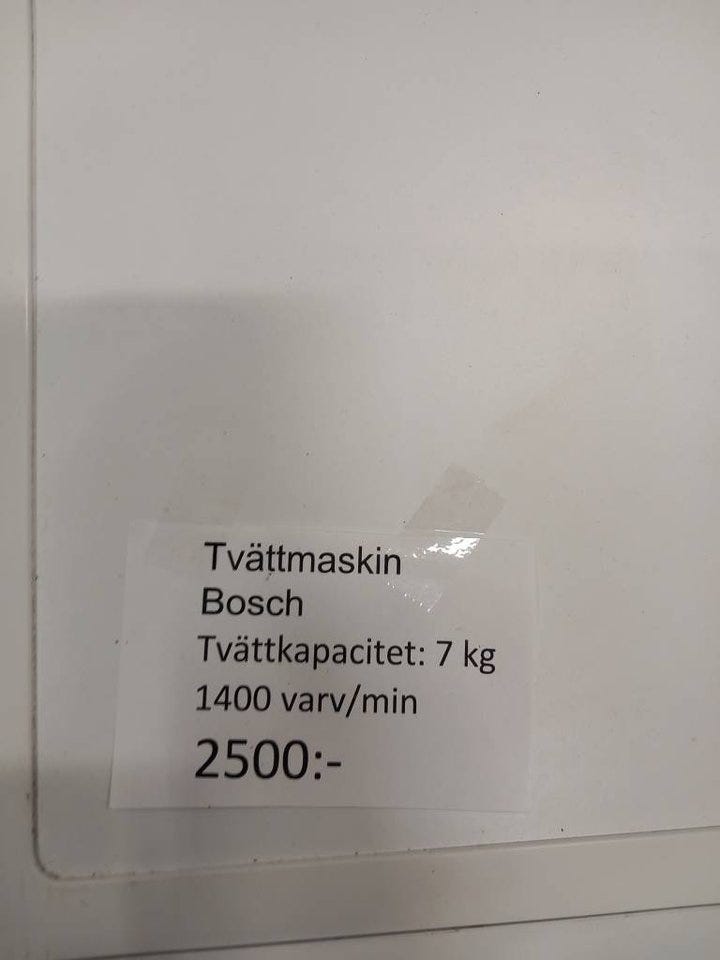 Tvättmaskin
Bosch
Tvättkapacitet: 7 kg
1400 varv/min
2500:-